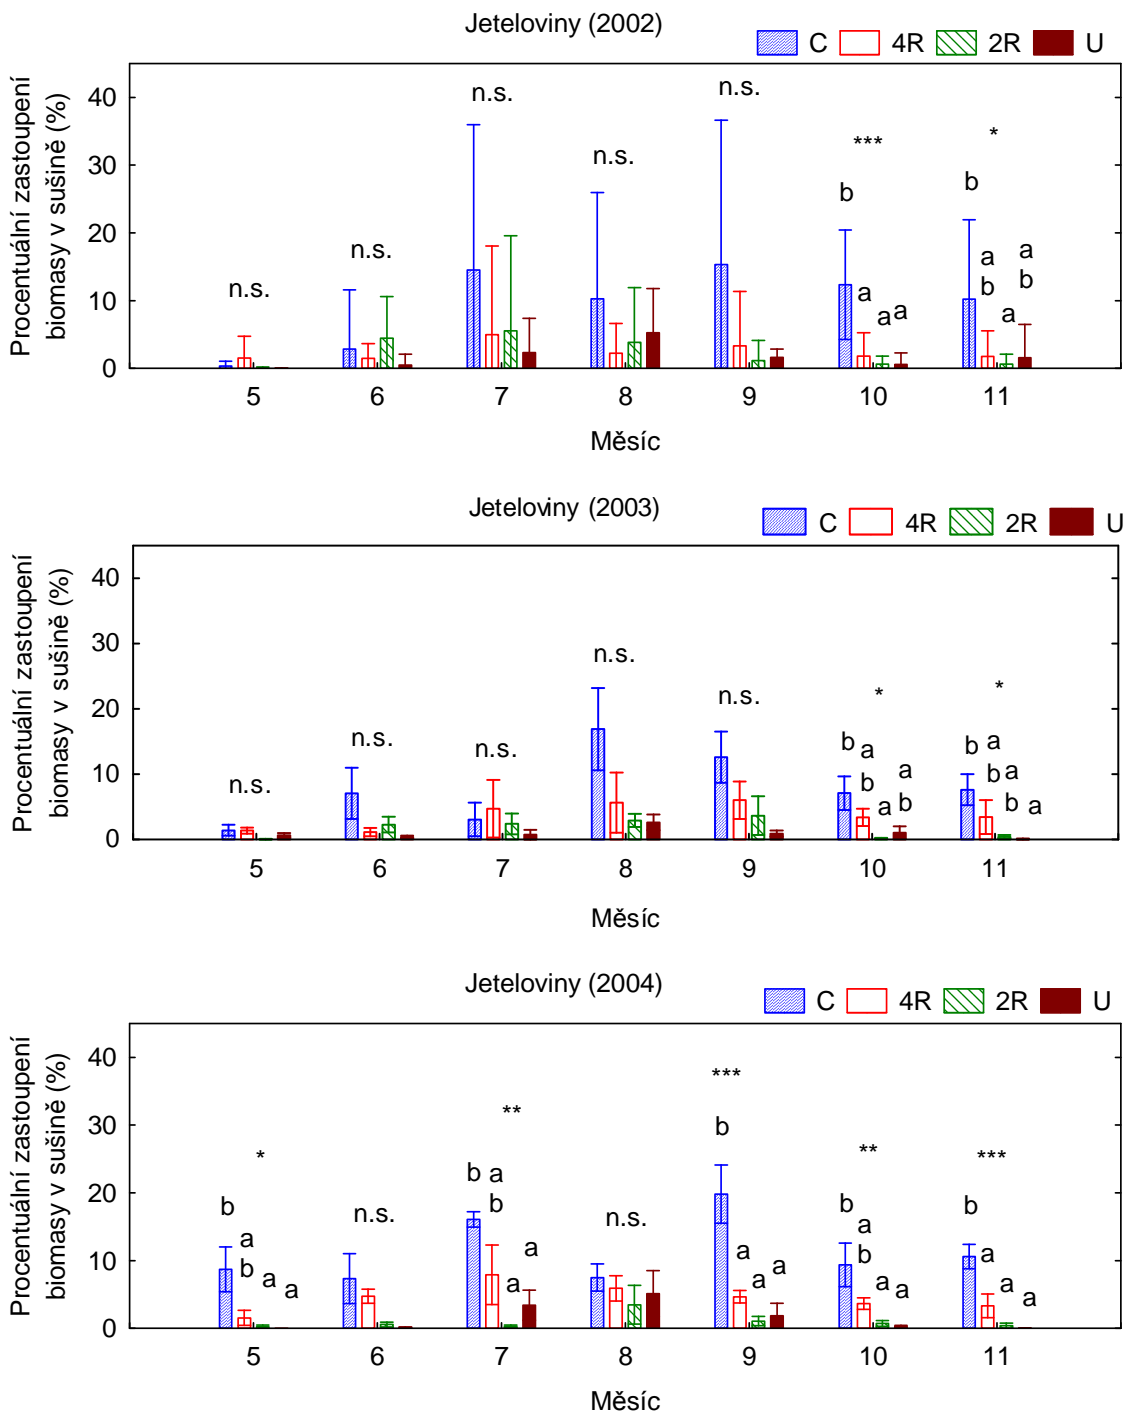 Jeteloviny (2002)
C 4R 2R U
Procentuální zastoupení
biomasy v sušině (%)
40
30
20
10
0
n.s. n.s. n.s. n.s. n.s. *** *
b a a a b a b a a b
5 6 7 8 9 10 11
Měsíc
Jeteloviny (2003)
C 4R 2R U
Procentuální zastoupení
biomasy v sušině (%)
40
30
20
10
0
n.s. n.s. n.s. n.s. n.s. * *
b a b a a b b a b a b a
5 6 7 8 9 10 11
Měsíc
Jeteloviny (2004)
C 4R 2R U
Procentuální zastoupení
biomasy v sušině (%)
40
30
20
10
0
* n.s. ** n.s. *** ** ***
b a b a a b a b a a b a a a b a b a a b a a a
5 6 7 8 9 10 11
Měsíc